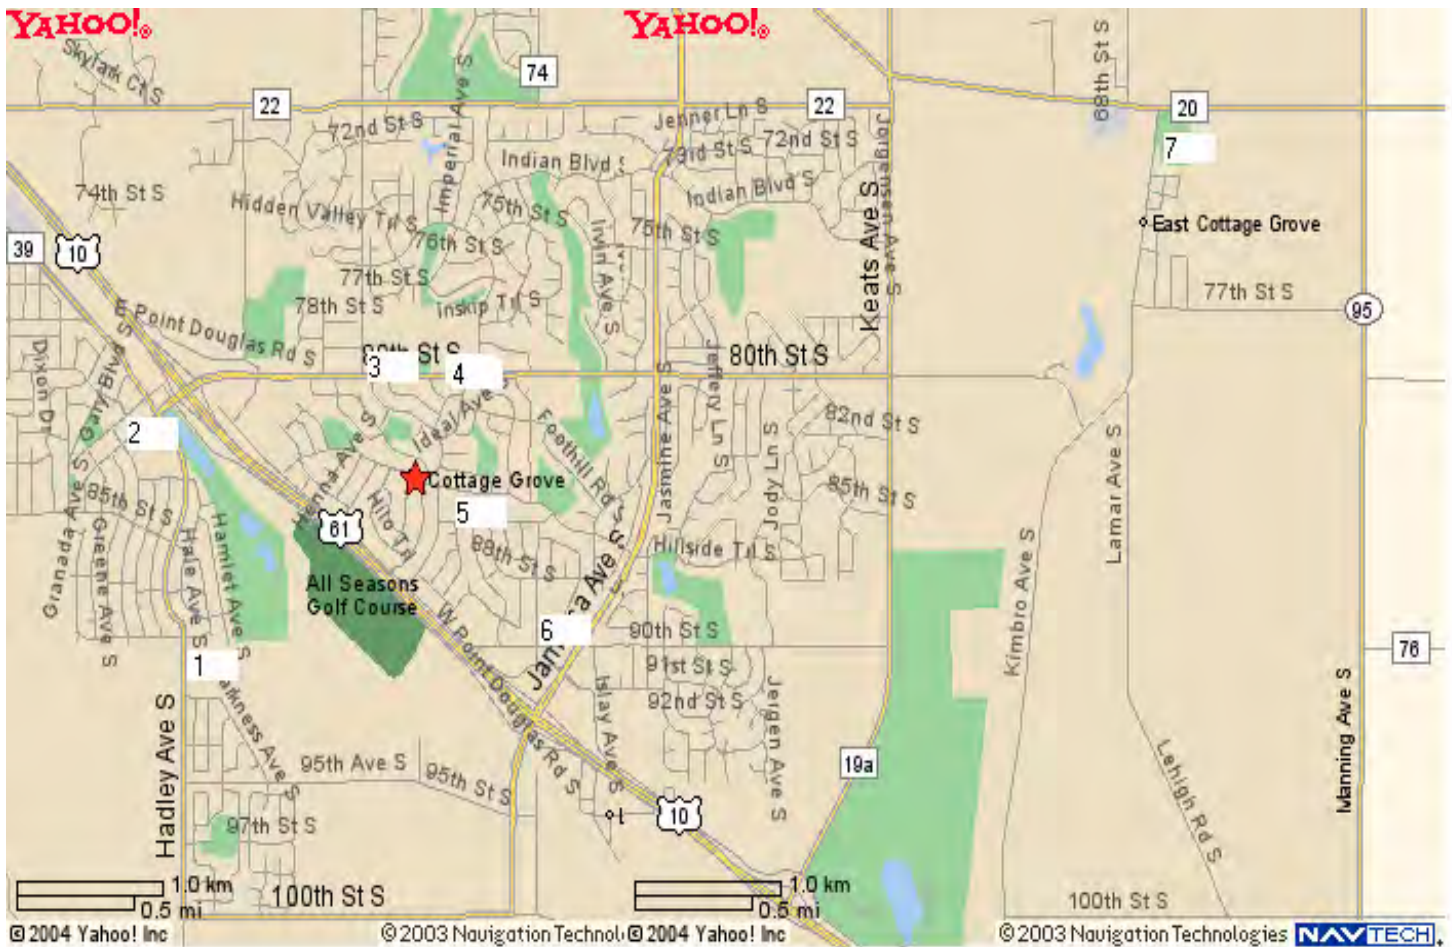 YAHOO!
YAHOO!
Skylark Ct S
74
22
22
20
68th St S
72nd St S
Imperial Ave S
Jenner Ln S
73rd St S
72nd St S
Jorgensen Ave S
7
Indian Blvd S
Indian Blvd S
74th St S
Hidden Valley Trl S
75th St S
75th St S
76th St S
Irvin Ave S
Keats Ave S
East Cottage Grove
39
10
77th St S
77th St S
78th St S
Inskip Trl S
95
E Point Douglas Rd S
80th St S
80th St S
3
4
Dixon Dr
Gary Blvd S
Ideal Ave S
Jasmine Ave S
Jeffery Ln S
82nd St S
2
Henna Ave S
Foothill Rd S
Jody Ln S
Lamar Ave S
Cottage Grove
85th St S
85th St S
Granada Ave S
Greene Ave S
Hale Ave S
Hamlet Ave S
Hilo Trl
61
5
88th St S
Hillside Trl S
Kimbro Ave S
All Seasons
Golf Course
6
90th St S
91st St S
92nd St S
76
1
W Point Douglas Rd S
Islay Ave S
Jergen Ave S
Manning Ave S
Hadley Ave S
95th Ave S
95th St S
19a
10
Lehigh Rd S
97th St S
1.0 km
0.5 mi
100th St S
1.0 km
0.5 mi
100th St S
©2004 Yahoo! Inc
©2003 Navigation Technol
©2004 Yahoo! Inc
©2003 Navigation Technologies
NAVTECH